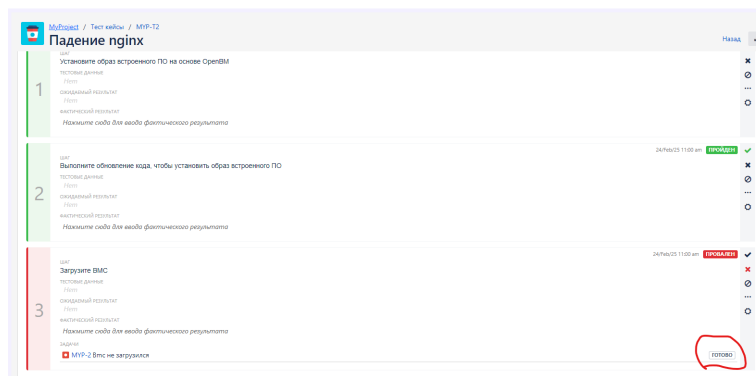 MyProject / Тест кейсы / MYP-T2
Падение nginx
Назад
1
ШАГ
Установите образ встроенного ПО на основе OpenBM
ТЕСТОВЫЕ ДАННЫЕ
Нет
ОЖИДАЕМЫЙ РЕЗУЛЬТАТ
Нет
ФАКТИЧЕСКИЙ РЕЗУЛЬТАТ
Нажмите сюда для ввода фактического результата
24/Feb/25 11:00 am ПРОЙДЕН
2
ШАГ
Выполните обновление кода, чтобы установить образ встроенного ПО
ТЕСТОВЫЕ ДАННЫЕ
Нет
ОЖИДАЕМЫЙ РЕЗУЛЬТАТ
Нет
ФАКТИЧЕСКИЙ РЕЗУЛЬТАТ
Нажмите сюда для ввода фактического результата
24/Feb/25 11:00 am ПРОВАЛЕН
3
ШАГ
Загрузите BMC
ТЕСТОВЫЕ ДАННЫЕ
Нет
ОЖИДАЕМЫЙ РЕЗУЛЬТАТ
Нет
ФАКТИЧЕСКИЙ РЕЗУЛЬТАТ
Нажмите сюда для ввода фактического результата
ЗАДАЧИ
MYP-2 Bmc не загрузился
ГОТОВО